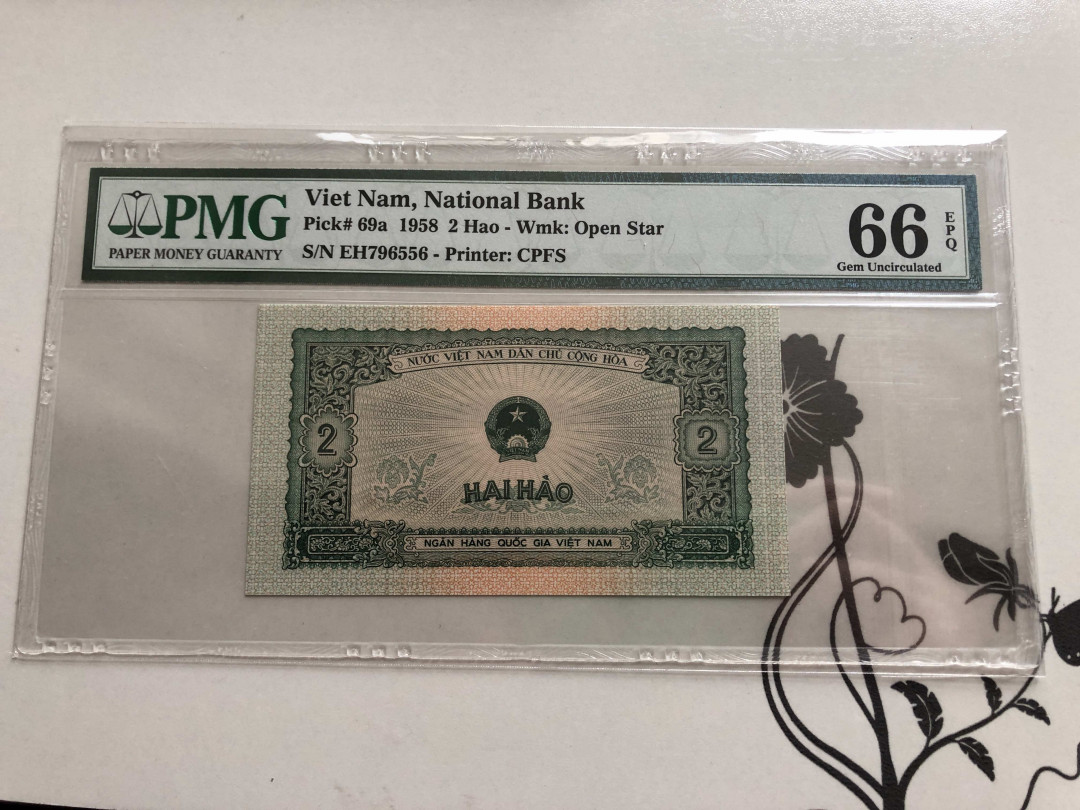 PMG
PAPER MONEY GUARANTY
Viet Nam, National Bank
Pick# 69a 1958 2 Hao - Wmk: Open Star
S/N EH796556 - Printer: CPFS
66
EPQ
Gem Uncirculated
NƯỚC VIỆT NAM DÂN CHỦ CỘNG HÒA
2
2
HAI HÀO
NGÂN HÀNG QUỐC GIA VIỆT NAM